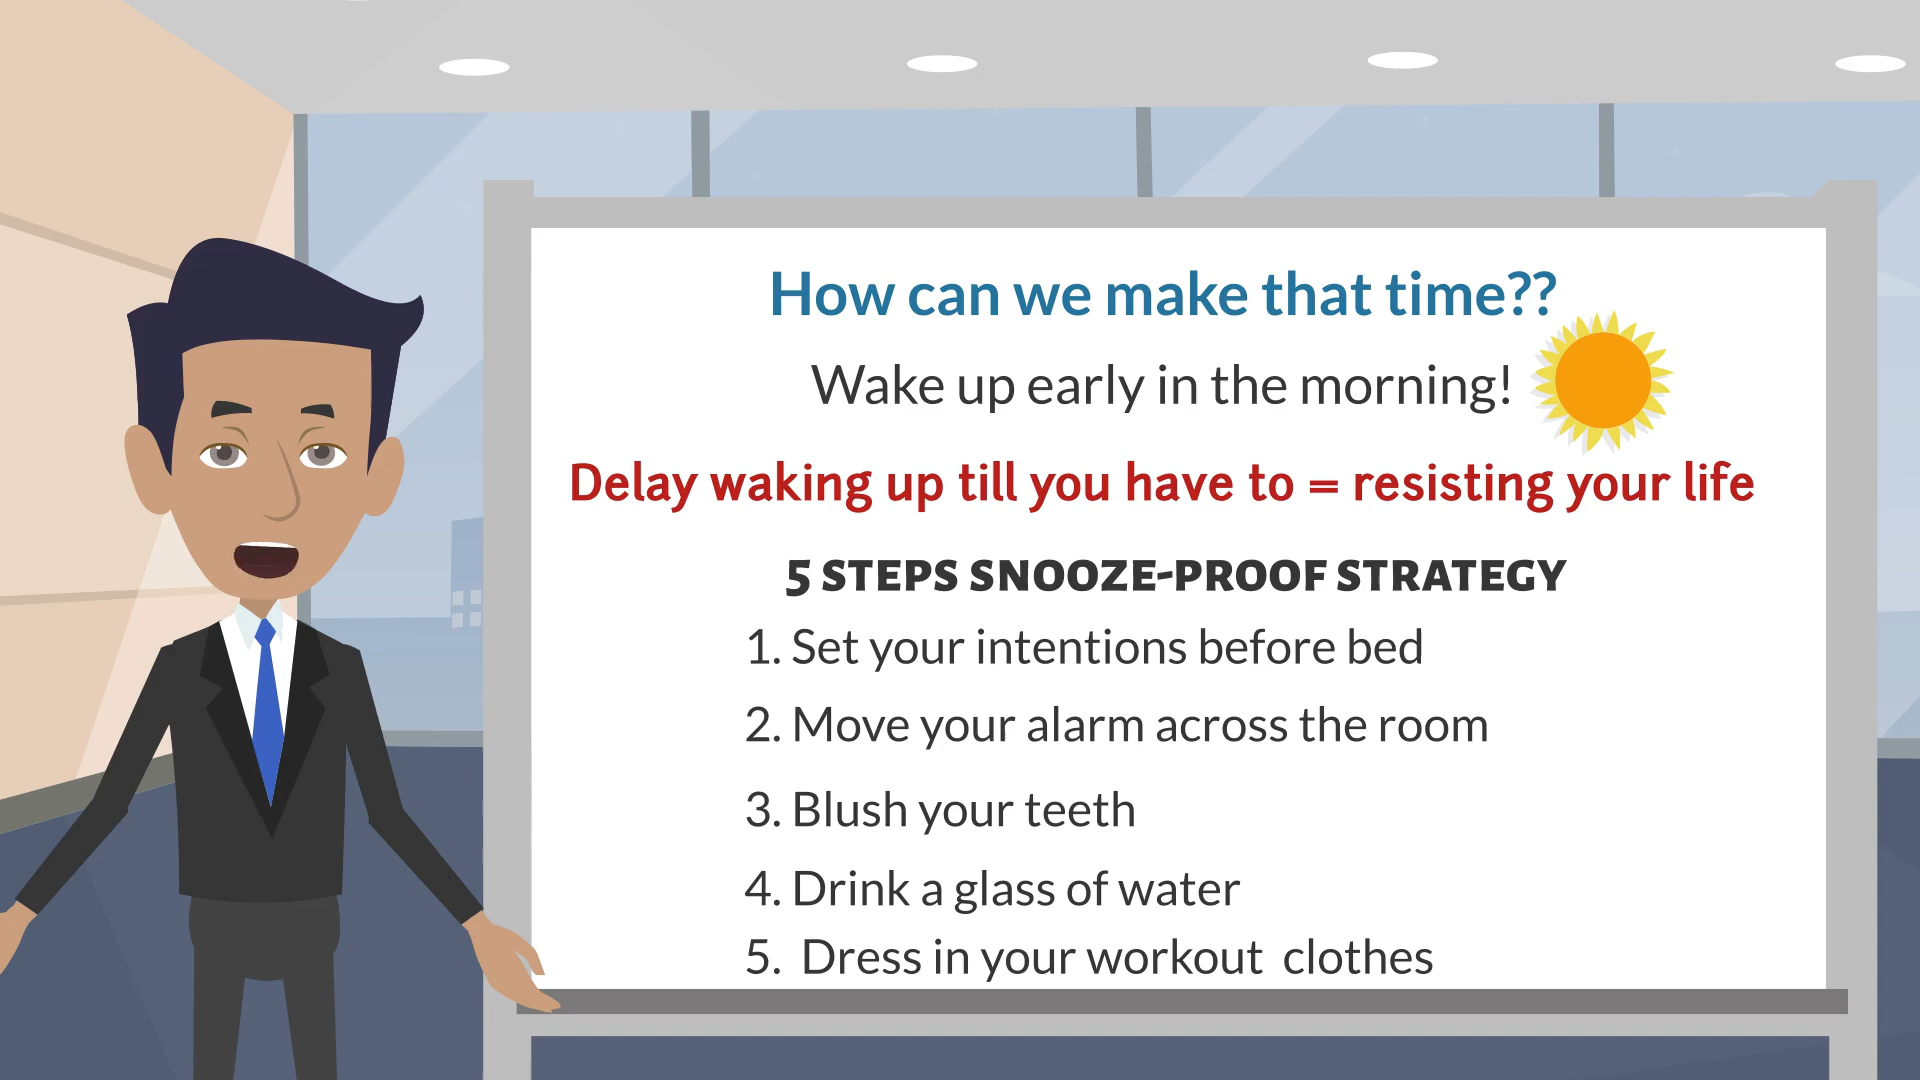 How can we make that time??
Wake up early in the morning!
Delay waking up till you have to = resisting your life
5 STEPS SNOOZE-PROOF STRATEGY
1. Set your intentions before bed
2. Move your alarm across the room
3. Blush your teeth
4. Drink a glass of water
5. Dress in your workout clothes